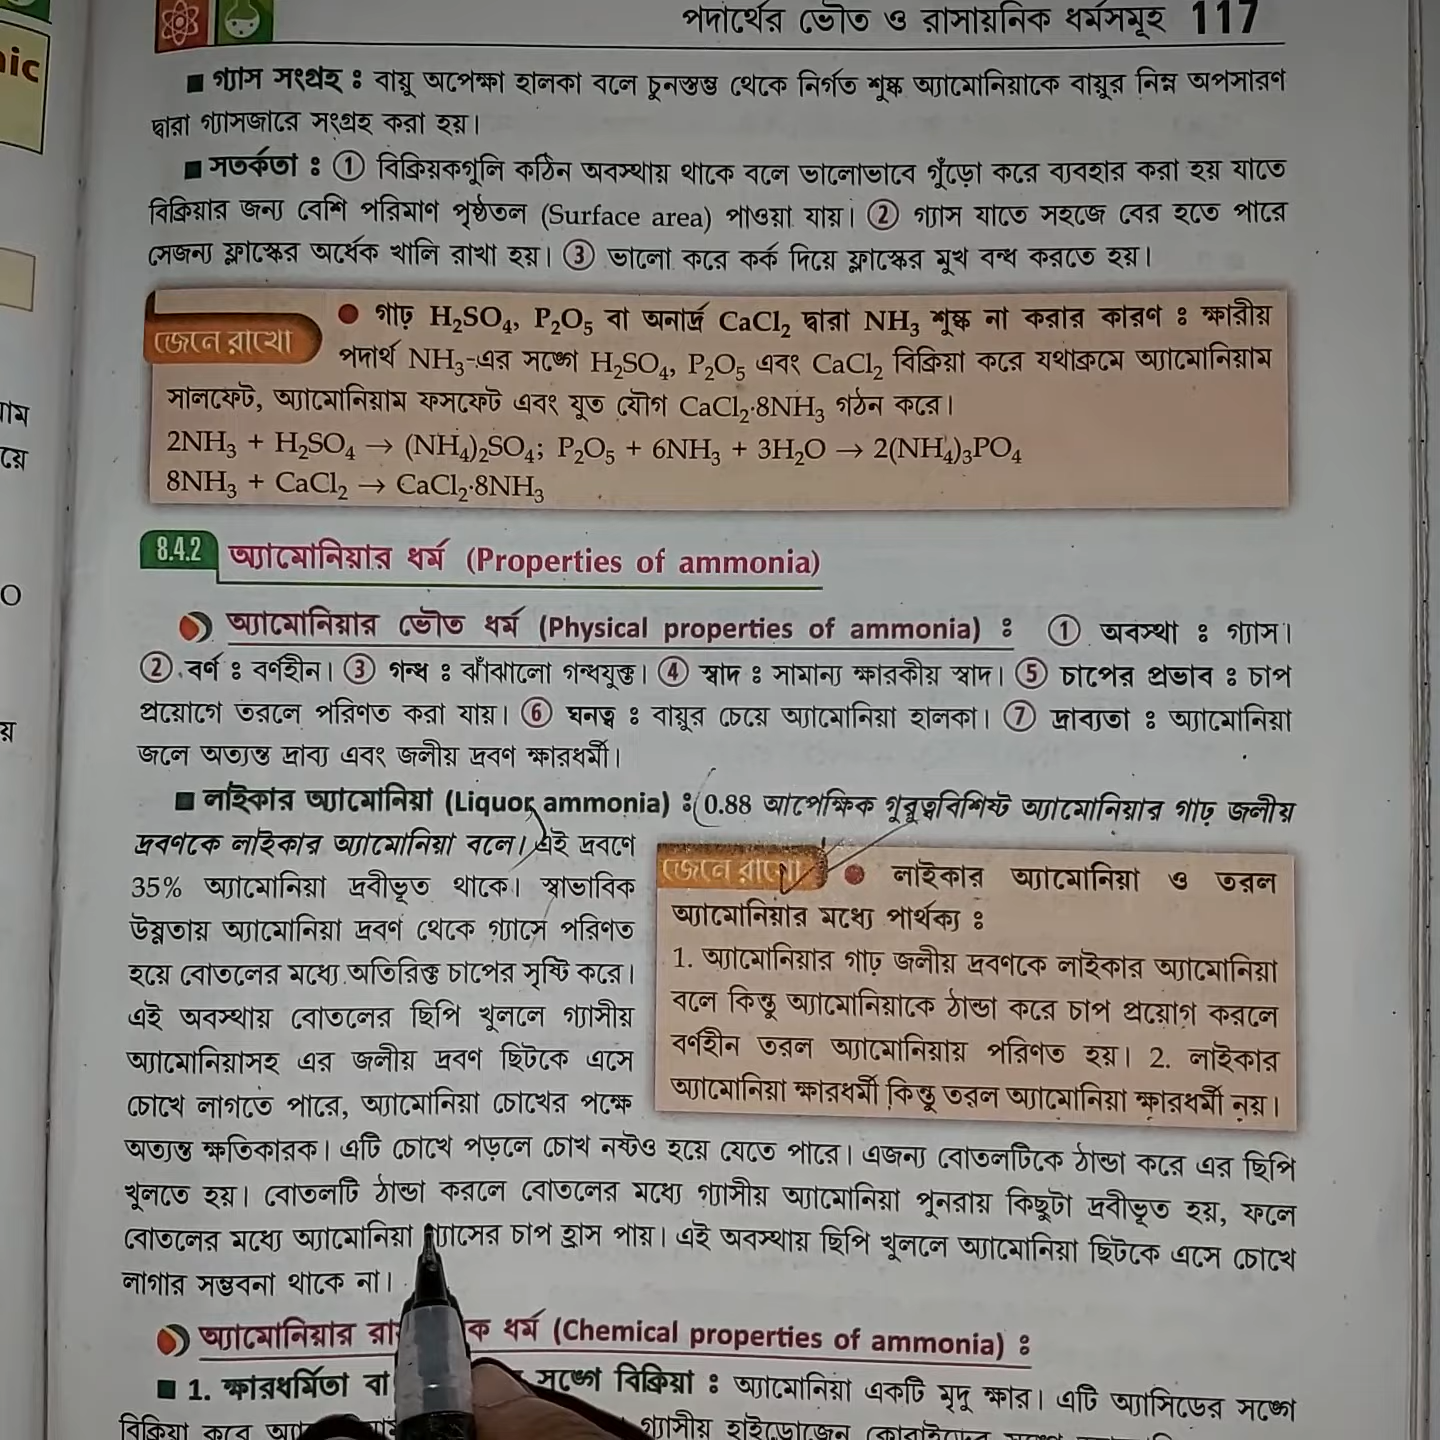 nic
পদার্থের ভৌত ও রাসায়নিক ধর্মসমূহ 117
■ গ্যাস সংগ্রহ : বায়ু অপেক্ষা হালকা বলে চুনস্তম্ভ থেকে নির্গত শুষ্ক অ্যামোনিয়াকে বায়ুর নিম্ন অপসারণ
দ্বারা গ্যাসজারে সংগ্রহ করা হয়।
■ সতর্কতা : ① বিক্রিয়কগুলি কঠিন অবস্থায় থাকে বলে ভালোভাবে গুঁড়ো করে ব্যবহার করা হয় যাতে
বিক্রিয়ার জন্য বেশি পরিমাণ পৃষ্ঠতল (Surface area) পাওয়া যায়। ② গ্যাস যাতে সহজে বের হতে পারে
সেজন্য ফ্লাস্কের অর্ধেক খালি রাখা হয়। ③ ভালো করে কর্ক দিয়ে ফ্লাস্কের মুখ বন্ধ করতে হয়।
জেনে রাখো
● গাঢ় H₂SO₄, P₂O₅ বা অনার্দ্র CaCl₂ দ্বারা NH₃ শুষ্ক না করার কারণ : ক্ষারীয়
পদার্থ NH₃-এর সঙ্গে H₂SO₄, P₂O₅ এবং CaCl₂ বিক্রিয়া করে যথাক্রমে অ্যামোনিয়াম
সালফেট, অ্যামোনিয়াম ফসফেট এবং যুত যৌগ CaCl₂·8NH₃ গঠন করে।
2NH₃ + H₂SO₄ → (NH₄)₂SO₄; P₂O₅ + 6NH₃ + 3H₂O → 2(NH₄)₃PO₄
8NH₃ + CaCl₂ → CaCl₂·8NH₃
8.4.2 অ্যামোনিয়ার ধর্ম (Properties of ammonia)
অ্যামোনিয়ার ভৌত ধর্ম (Physical properties of ammonia) : ① অবস্থা : গ্যাস।
② বর্ণ : বর্ণহীন। ③ গন্ধ : ঝাঁঝালো গন্ধযুক্ত। ④ স্বাদ : সামান্য ক্ষারকীয় স্বাদ। ⑤ চাপের প্রভাব : চাপ
প্রয়োগে তরলে পরিণত করা যায়। ⑥ ঘনত্ব : বায়ুর চেয়ে অ্যামোনিয়া হালকা। ⑦ দ্রাব্যতা : অ্যামোনিয়া
জলে অত্যন্ত দ্রাব্য এবং জলীয় দ্রবণ ক্ষারধর্মী।
■ লাইকার অ্যামোনিয়া (Liquor ammonia) : 0.88 আপেক্ষিক গুরুত্ববিশিষ্ট অ্যামোনিয়ার গাঢ় জলীয়
দ্রবণকে লাইকার অ্যামোনিয়া বলে। এই দ্রবণে
35% অ্যামোনিয়া দ্রবীভূত থাকে। স্বাভাবিক
উষ্ণতায় অ্যামোনিয়া দ্রবণ থেকে গ্যাসে পরিণত
হয়ে বোতলের মধ্যে অতিরিক্ত চাপের সৃষ্টি করে।
এই অবস্থায় বোতলের ছিপি খুললে গ্যাসীয়
অ্যামোনিয়াসহ এর জলীয় দ্রবণ ছিটকে এসে
চোখে লাগতে পারে, অ্যামোনিয়া চোখের পক্ষে
জেনে রাখো
● লাইকার অ্যামোনিয়া ও তরল
অ্যামোনিয়ার মধ্যে পার্থক্য :
1. অ্যামোনিয়ার গাঢ় জলীয় দ্রবণকে লাইকার অ্যামোনিয়া
বলে কিন্তু অ্যামোনিয়াকে ঠান্ডা করে চাপ প্রয়োগ করলে
বর্ণহীন তরল অ্যামোনিয়ায় পরিণত হয়। 2. লাইকার
অ্যামোনিয়া ক্ষারধর্মী কিন্তু তরল অ্যামোনিয়া ক্ষারধর্মী নয়।
অত্যন্ত ক্ষতিকারক। এটি চোখে পড়লে চোখ নষ্টও হয়ে যেতে পারে। এজন্য বোতলটিকে ঠান্ডা করে এর ছিপি
খুলতে হয়। বোতলটি ঠান্ডা করলে বোতলের মধ্যে গ্যাসীয় অ্যামোনিয়া পুনরায় কিছুটা দ্রবীভূত হয়, ফলে
বোতলের মধ্যে অ্যামোনিয়া গ্যাসের চাপ হ্রাস পায়। এই অবস্থায় ছিপি খুললে অ্যামোনিয়া ছিটকে এসে চোখে
লাগার সম্ভবনা থাকে না।
অ্যামোনিয়ার ধর্ম (Chemical properties of ammonia) :
■ 1. ক্ষারধর্মিতা বা সঙ্গে বিক্রিয়া : অ্যামোনিয়া একটি মৃদু ক্ষার। এটি অ্যাসিডের সঙ্গে
বিক্রিয়া করে গ্যাসীয় হাইড্রোজেন